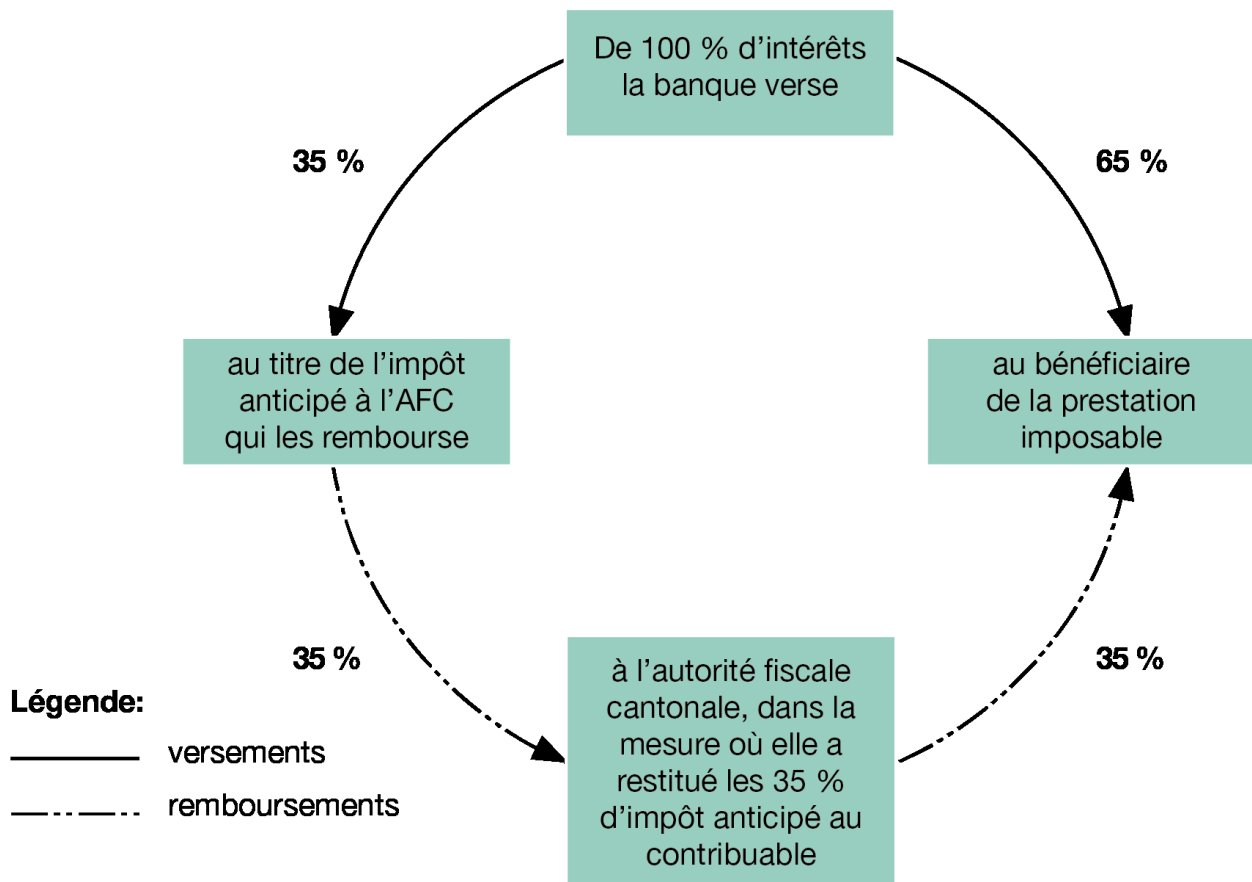 De 100 % d’intérêts
la banque verse
35 %
65 %
au titre de l’impôt
anticipé à l’AFC
qui les rembourse
au bénéficiaire
de la prestation
imposable
35 %
35 %
à l’autorité fiscale
cantonale, dans la
mesure où elle a
restitué les 35 %
d’impôt anticipé au
contribuable
Légende:
versements
remboursements